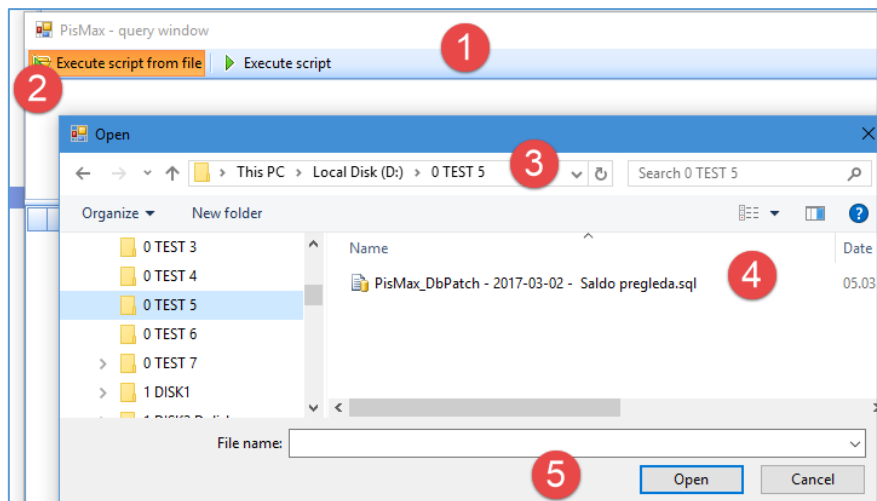 PisMax - query window
1
Execute script from file Execute script
2
Open
This PC > Local Disk (D:) > 0 TEST 5 3 Search 0 TEST 5
Organize New folder ?
0 TEST 3 Name Date
0 TEST 4 PisMax_DbPatch - 2017-03-02 - Saldo pregleda.sql 4 05.03
0 TEST 5
0 TEST 6
0 TEST 7
1 DISK1
File name:
5 Open Cancel